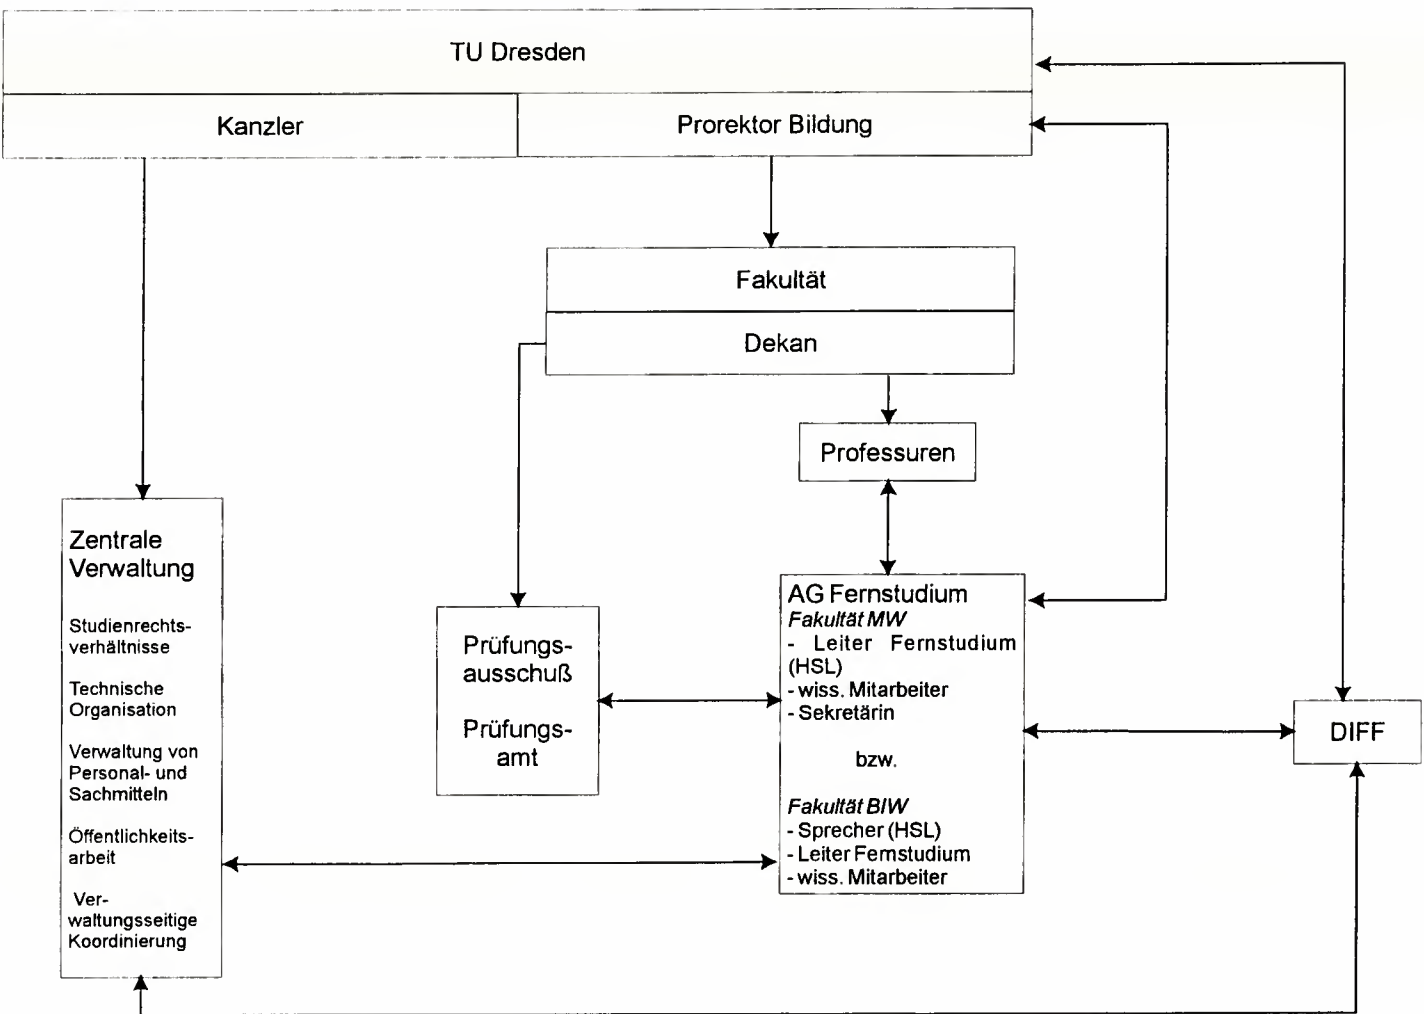 TU Dresden
Kanzler
Prorektor Bildung
Fakultät
Dekan
Professuren
Zentrale
Verwaltung
Studienrechts-
verhältnisse
Technische
Organisation
Verwaltung von
Personal- und
Sachmitteln
Öffentlichkeits-
arbeit
Ver-
waltungsseitige
Koordinierung
Prüfungs-
ausschuß
Prüfungs-
amt
AG Fernstudium
Fakultät MW
- Leiter Fernstudium
(HSL)
- wiss. Mitarbeiter
- Sekretärin
bzw.
Fakultät BIW
- Sprecher (HSL)
- Leiter Fernstudium
- wiss. Mitarbeiter
DIFF